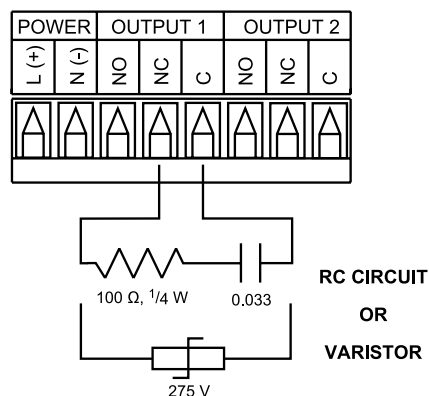 POWER OUTPUT 1 OUTPUT 2
L (+) N (-) NO NC C NO NC C
100 Ω, 1/4 W 0.033
RC CIRCUIT
OR
VARISTOR
275 V